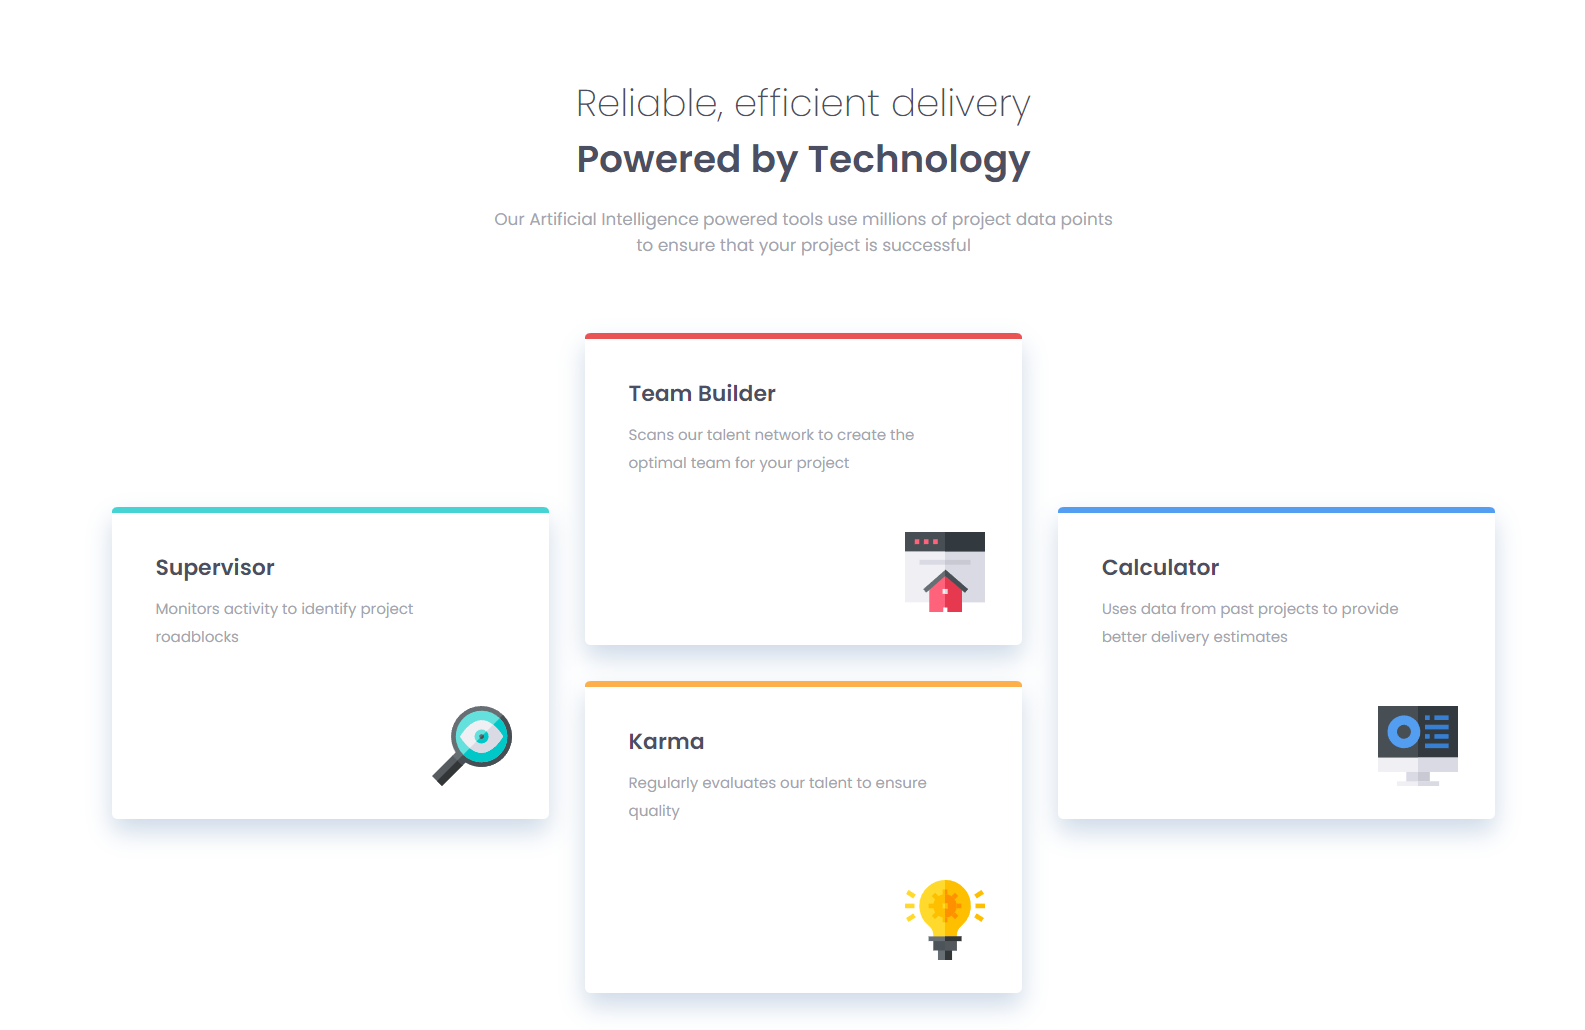 Reliable, efficient delivery
Powered by Technology
Our Artificial Intelligence powered tools use millions of project data points
to ensure that your project is successful
Team Builder
Scans our talent network to create the
optimal team for your project
Supervisor
Monitors activity to identify project
roadblocks
Calculator
Uses data from past projects to provide
better delivery estimates
Karma
Regularly evaluates our talent to ensure
quality